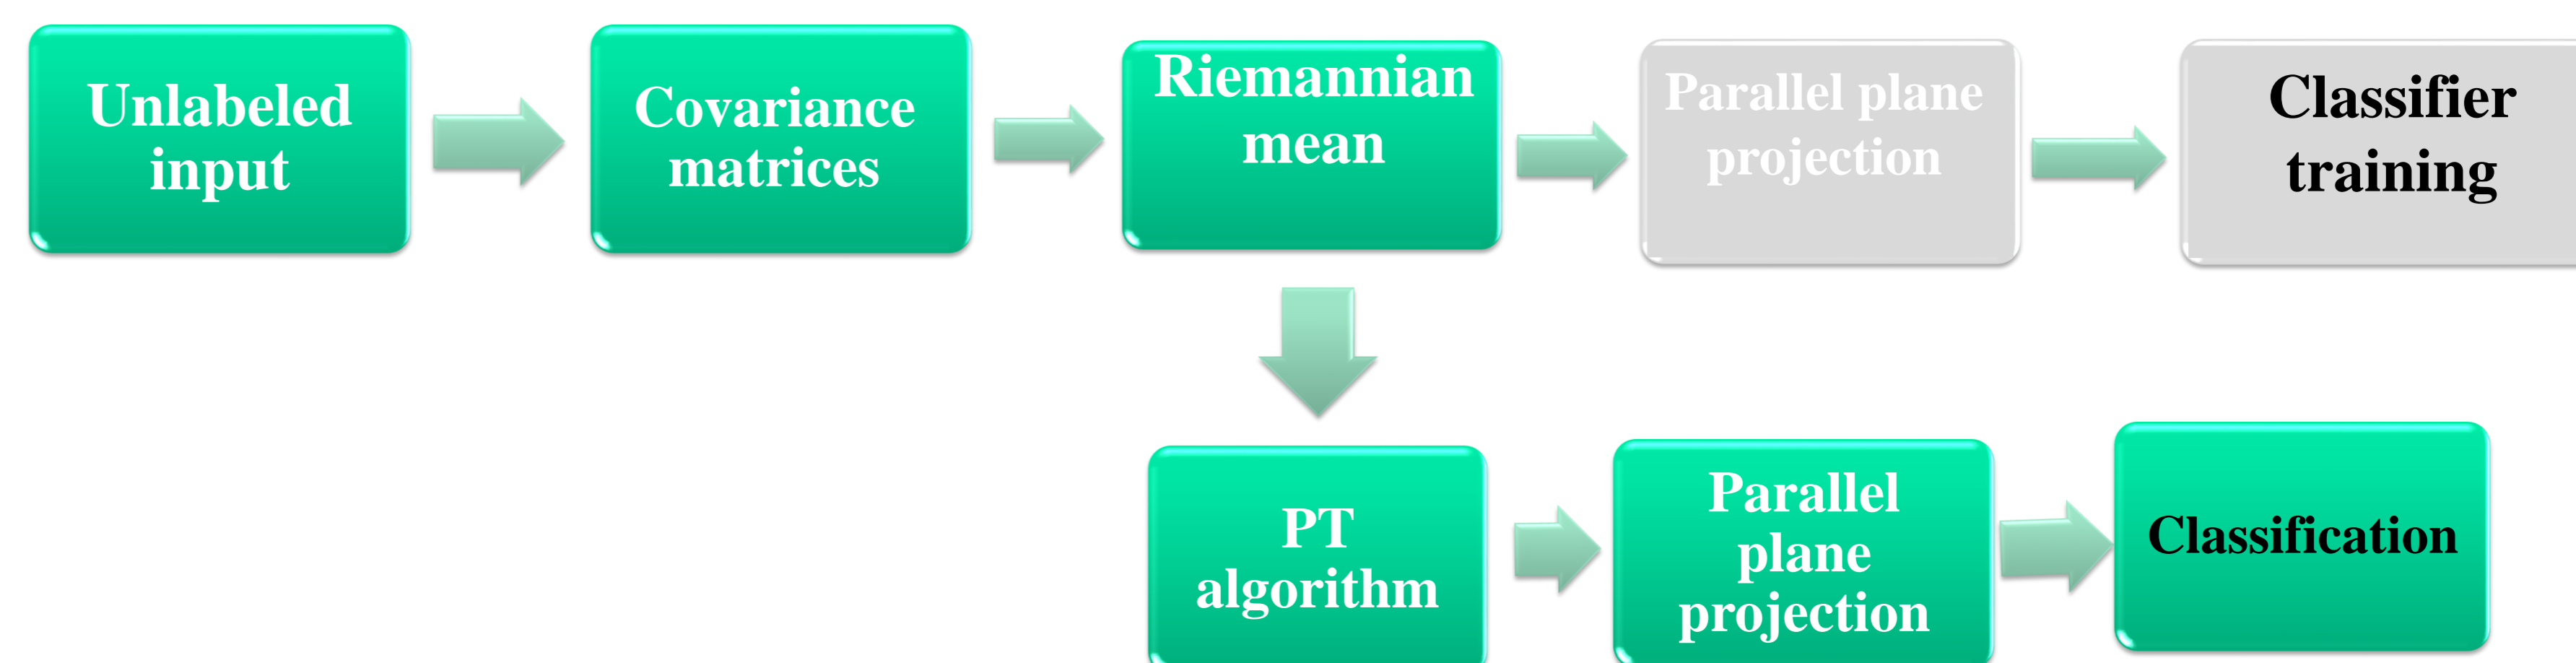 Unlabeled
input
Covariance
matrices
Riemannian
mean
Parallel plane
projection
Classifier
training
PT
algorithm
Parallel
plane
projection
Classification